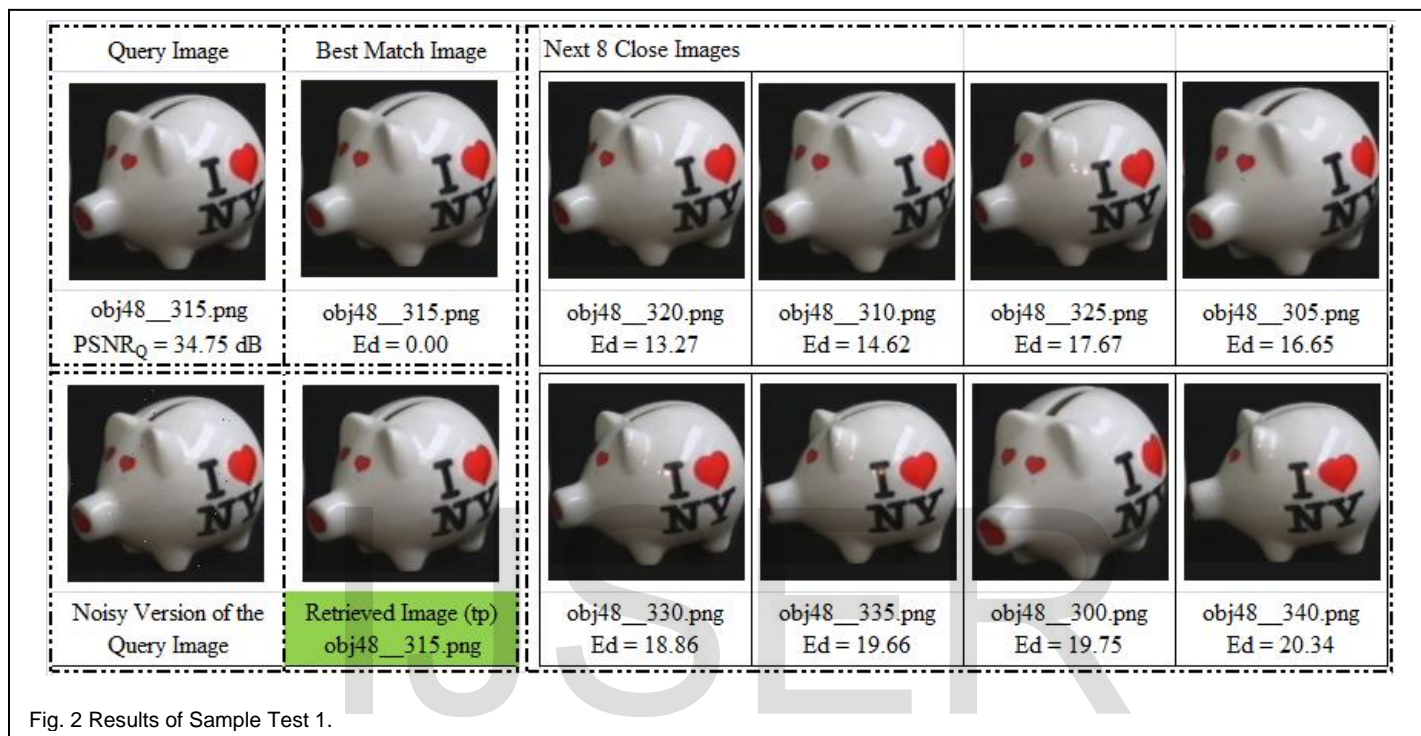 Query Image
Best Match Image
Next 8 Close Images
I
NY
I
NY
I
NY
I
NY
I
NY
I
NY
obj48__315.png
PSNRQ = 34.75 dB
obj48__315.png
Ed = 0.00
obj48__320.png
Ed = 13.27
obj48__310.png
Ed = 14.62
obj48__325.png
Ed = 17.67
obj48__305.png
Ed = 16.65
I
NY
I
NY
I
NY
I
NY
I
NY
I
NY
Noisy Version of the
Query Image
Retrieved Image (tp)
obj48__315.png
obj48__330.png
Ed = 18.86
obj48__335.png
Ed = 19.66
obj48__300.png
Ed = 19.75
obj48__340.png
Ed = 20.34
IJSER
Fig. 2 Results of Sample Test 1.